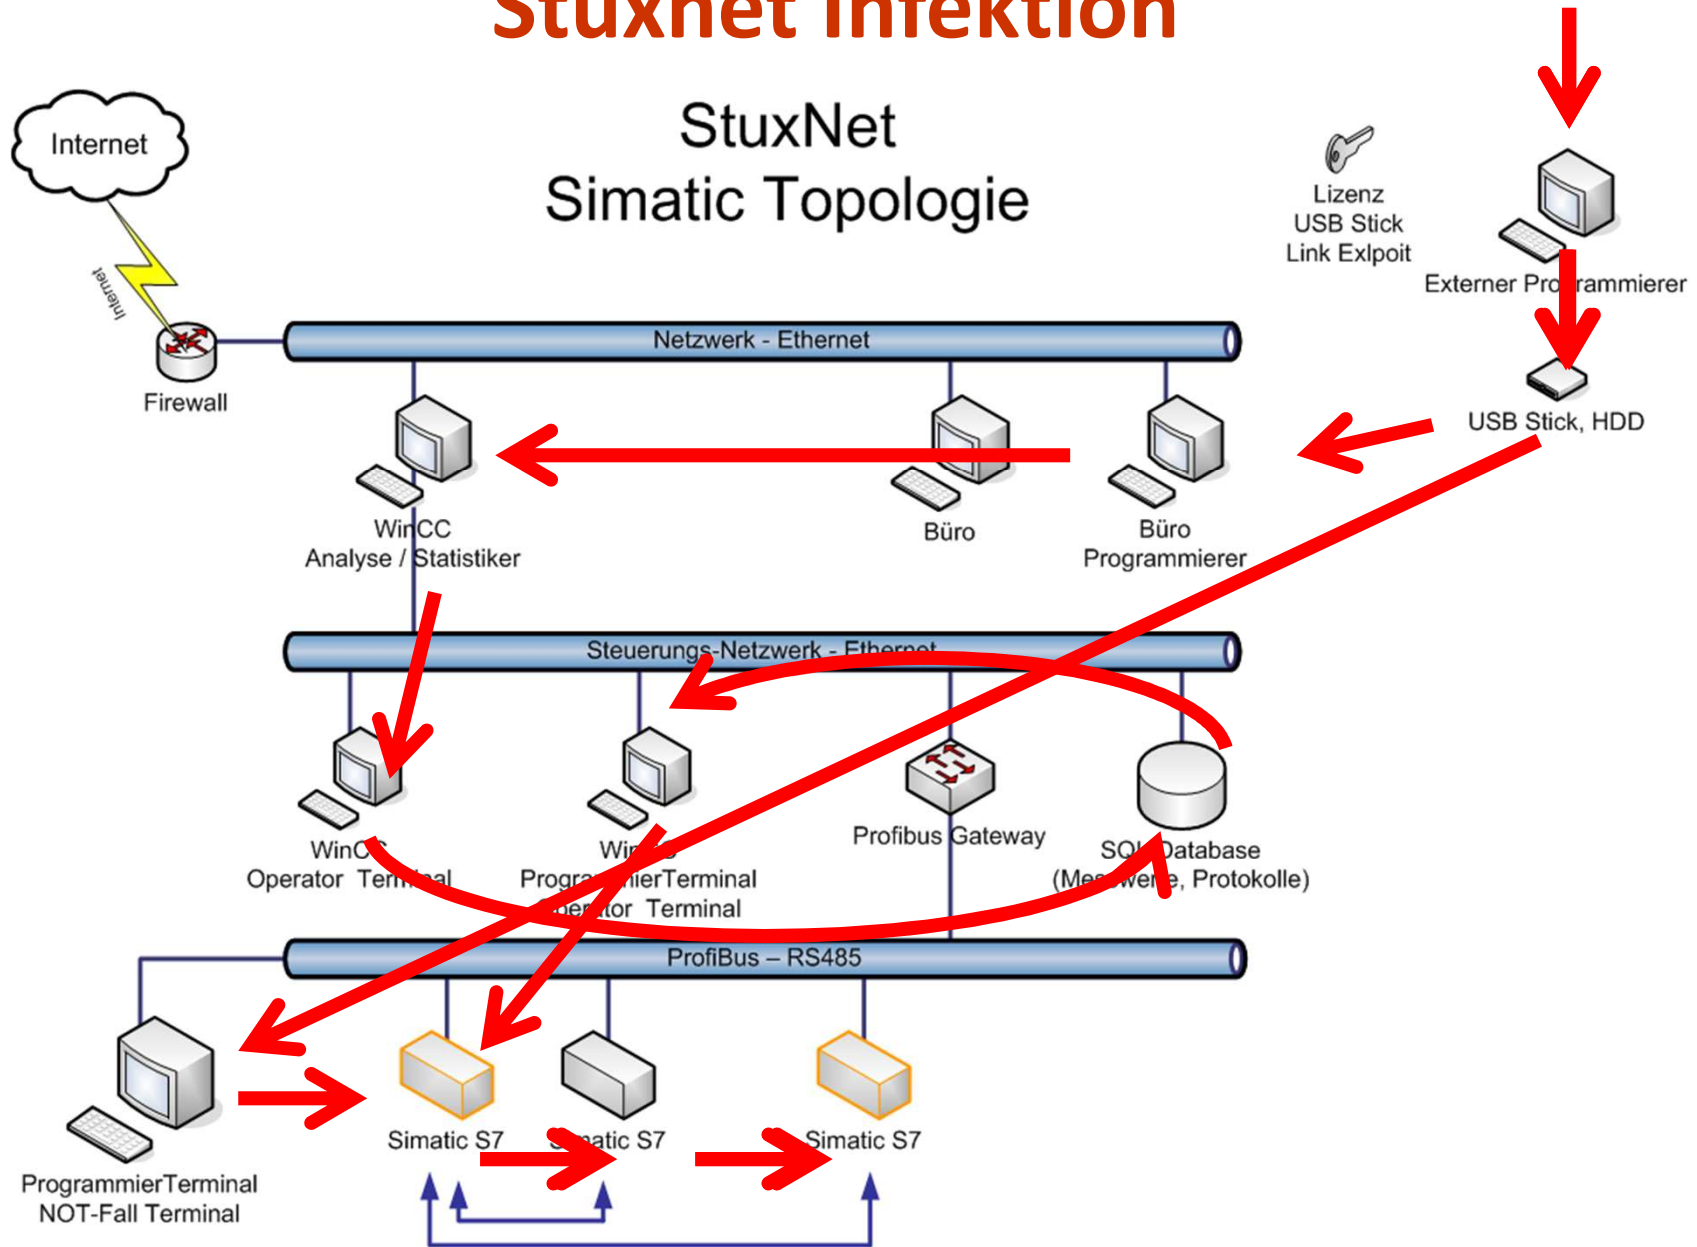 Stuxnet Infektion
StuxNet
Simatic Topologie
Internet
Internet
Firewall
Lizenz
USB Stick
Link Exlpoit
Externer Programmierer
USB Stick, HDD
Netzwerk - Ethernet
WinCC
Analyse / Statistiker
Büro
Büro
Programmierer
Steuerungs-Netzwerk - Ethernet
WinCC
Operator Terminal
WinCC
ProgrammierTerminal
Operator Terminal
Profibus Gateway
SQL Database
(Messwerte, Protokolle)
ProfiBus – RS485
Simatic S7
Simatic S7
Simatic S7
ProgrammierTerminal
NOT-Fall Terminal